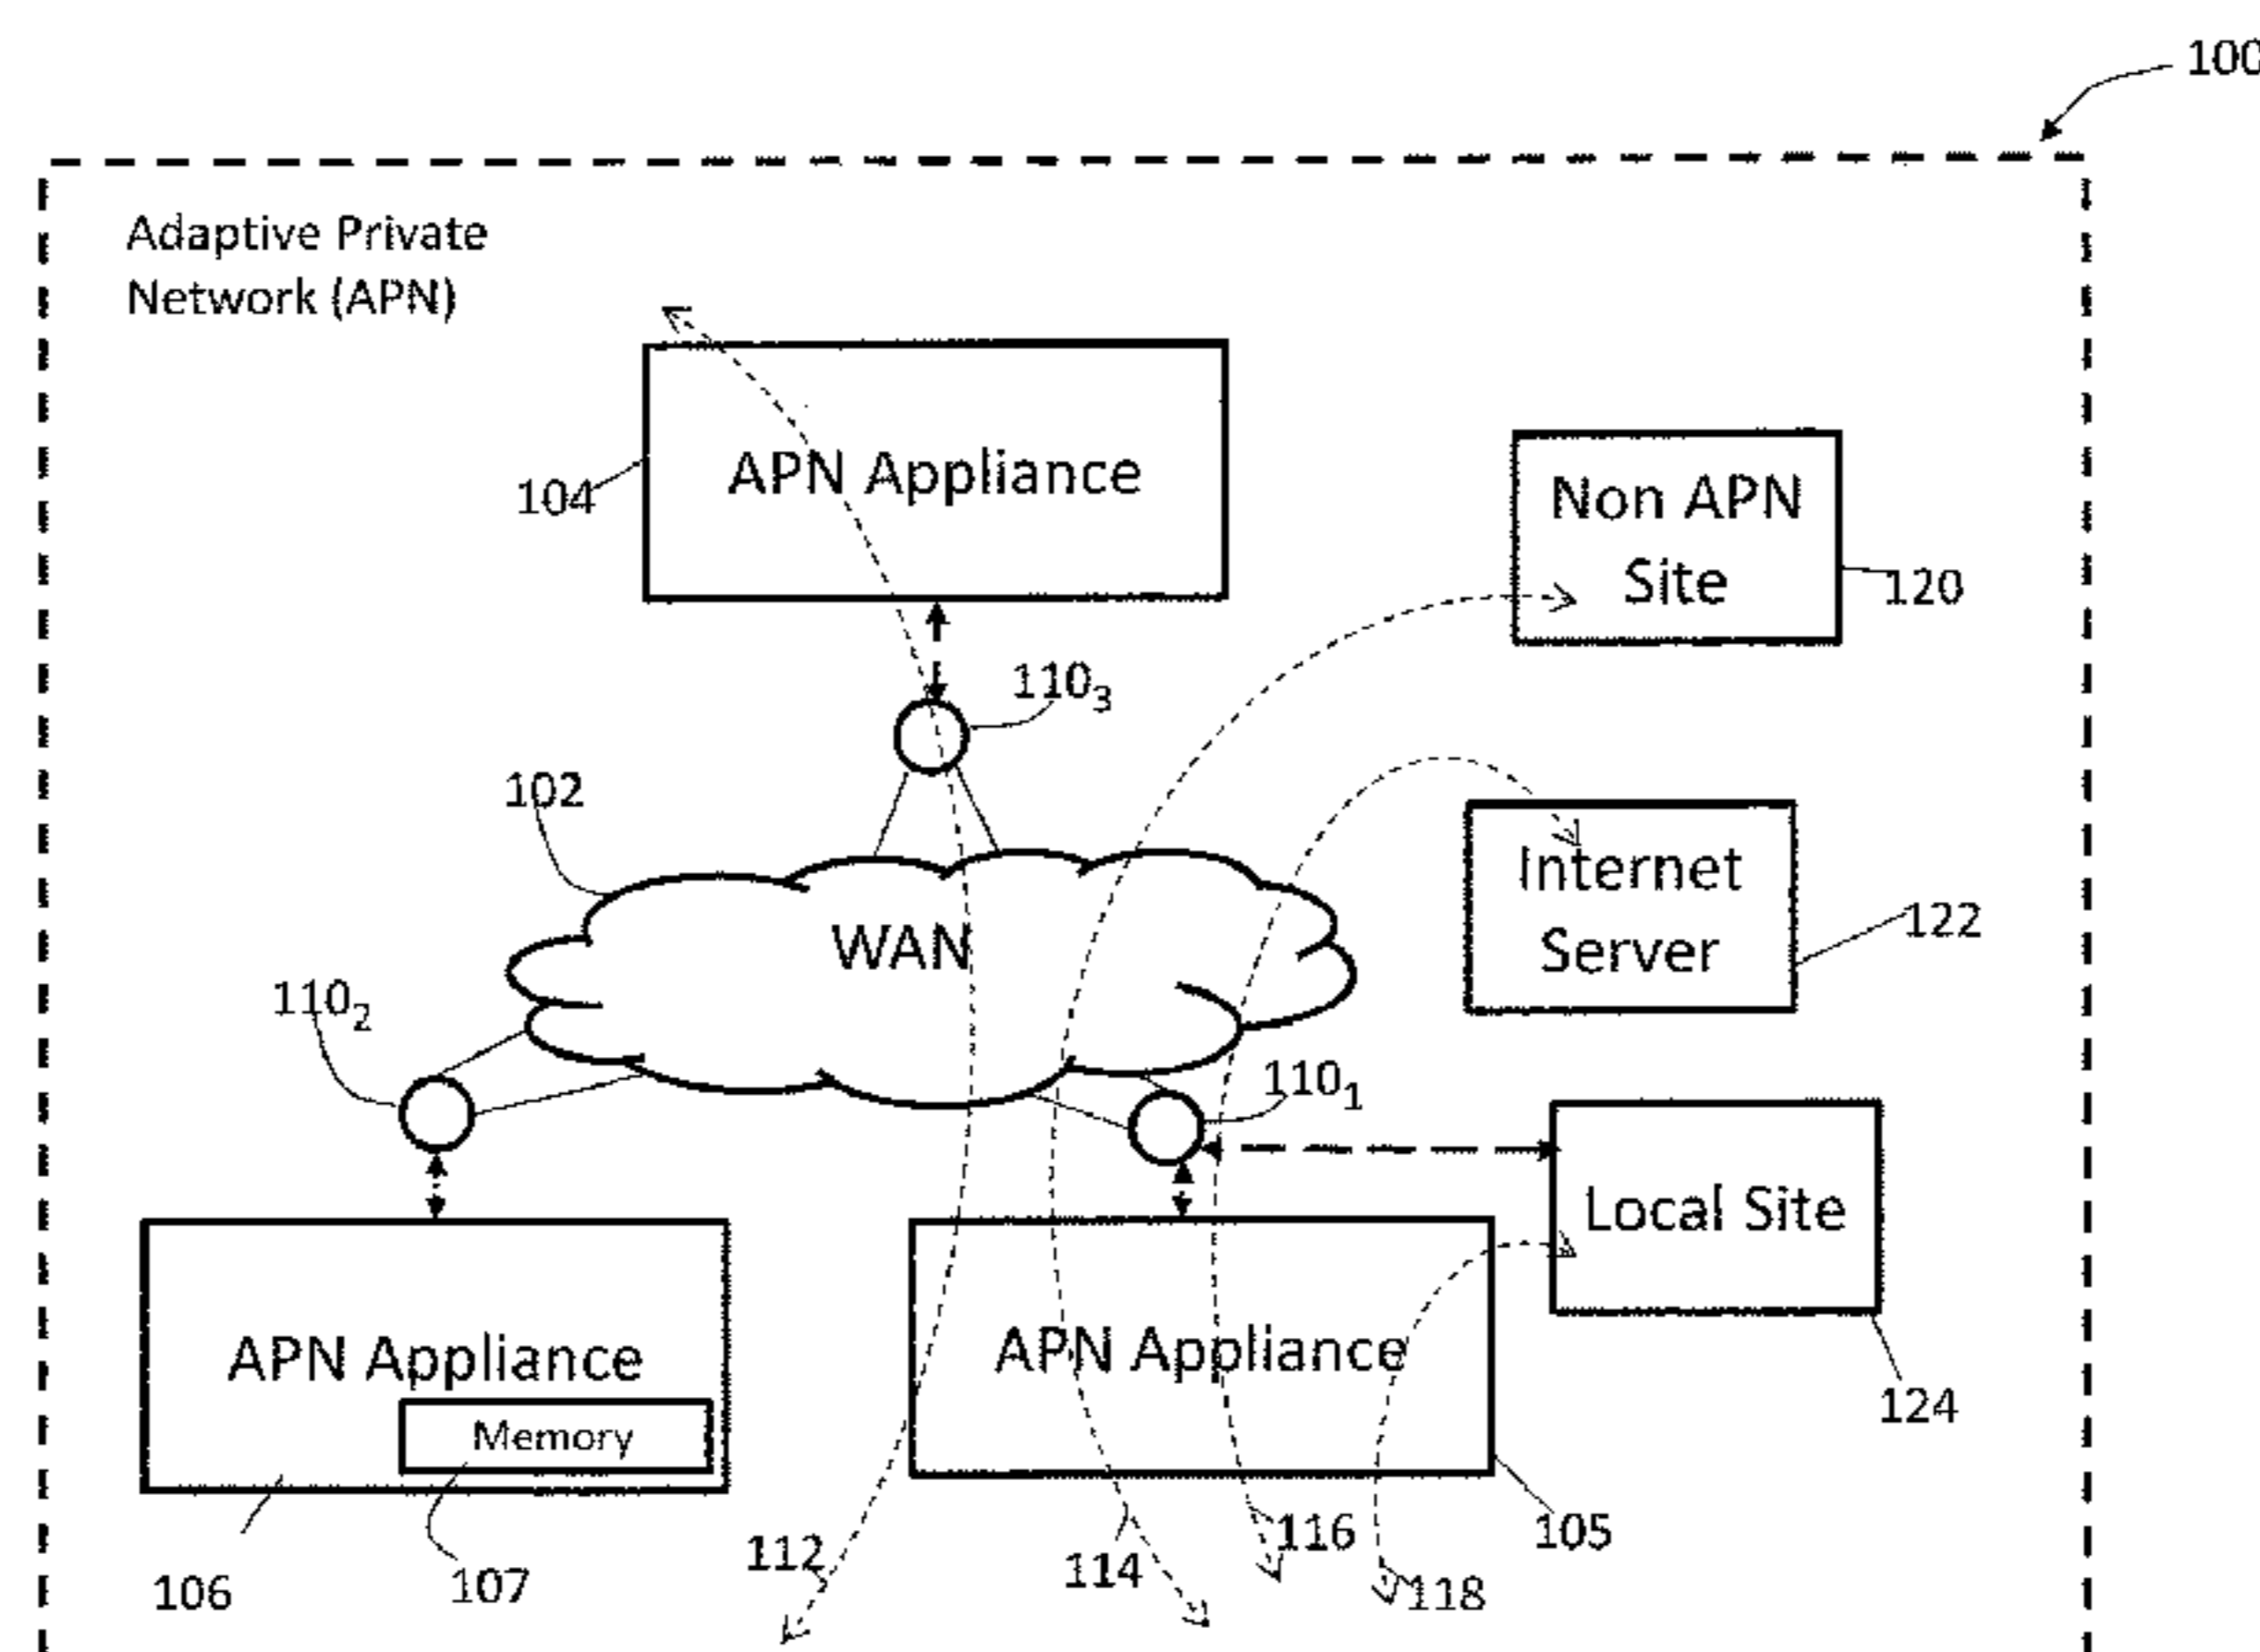 100
Adaptive Private
Network (APN)
APN Appliance
104
Non APN
Site
120
110₃
102
WAN
Internet
Server
122
110₂
110₁
Local Site
124
APN Appliance
Memory
APN Appliance
106
107
112
114
116
118
105